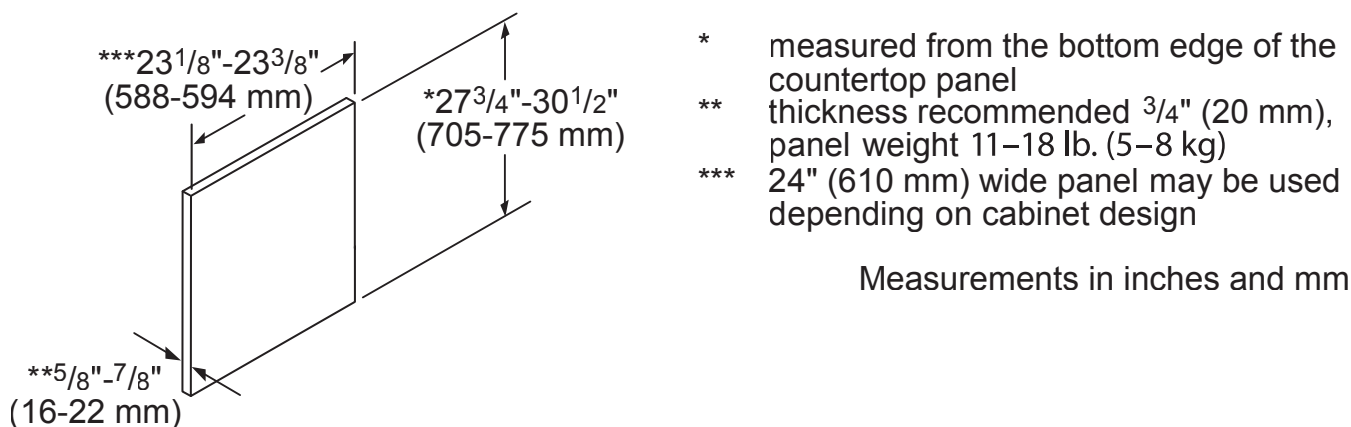 ***23 1/8"-23 3/8"
(588-594 mm)
*27 3/4"-30 1/2"
(705-775 mm)
**5/8"-7/8"
(16-22 mm)
* measured from the bottom edge of the
countertop panel
** thickness recommended 3/4" (20 mm),
panel weight 11–18 lb. (5–8 kg)
*** 24" (610 mm) wide panel may be used
depending on cabinet design
Measurements in inches and mm